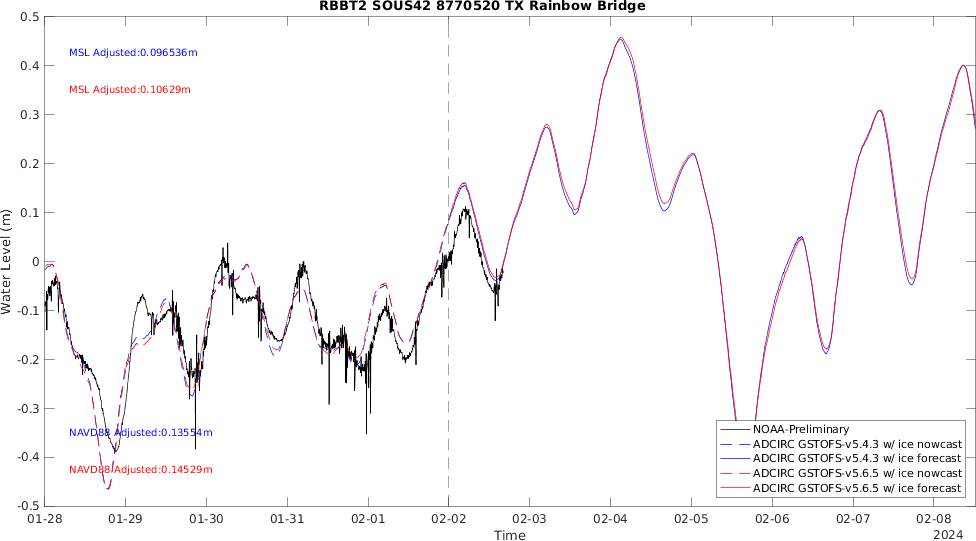 RBBT2 SOUS42 8770520 TX Rainbow Bridge
0.5
0.4
0.3
0.2
0.1
0
-0.1
-0.2
-0.3
-0.4
-0.5
Water Level (m)
MSL Adjusted:0.096536m
MSL Adjusted:0.10629m
NAVD88 Adjusted:0.13554m
NAVD88 Adjusted:0.14529m
NOAA-Preliminary
ADCIRC GSTOFS-v5.4.3 w/ ice nowcast
ADCIRC GSTOFS-v5.4.3 w/ ice forecast
ADCIRC GSTOFS-v5.6.5 w/ ice nowcast
ADCIRC GSTOFS-v5.6.5 w/ ice forecast
01-28 01-29 01-30 01-31 02-01 02-02 02-03 02-04 02-05 02-06 02-07 02-08
2024
Time